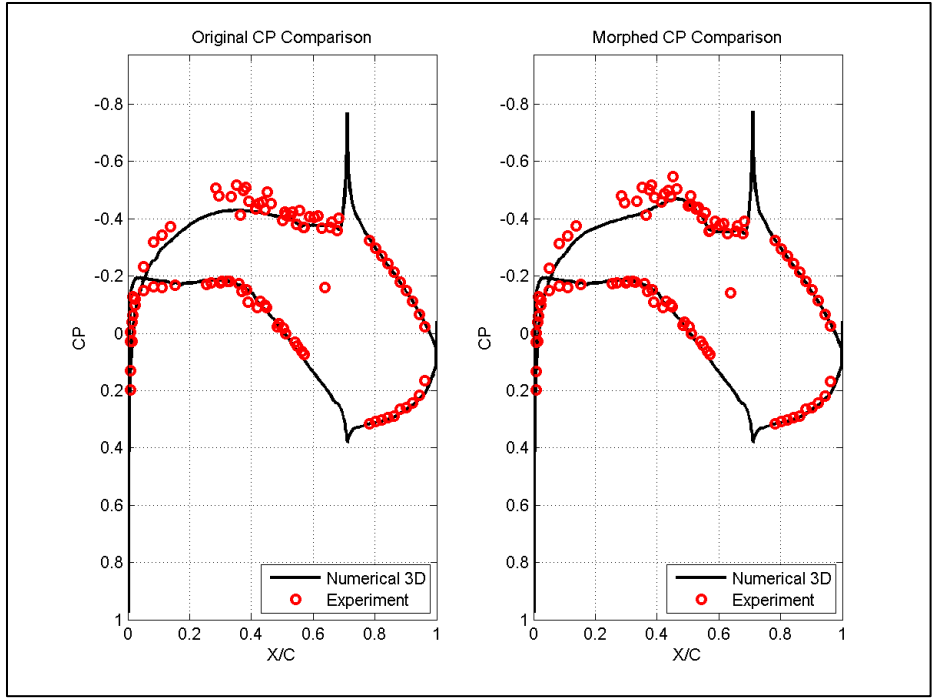 Original CP Comparison
-0.8
-0.6
-0.4
-0.2
0
0.2
0.4
0.6
0.8
1
CP
0 0.2 0.4 0.6 0.8 1
X/C
Numerical 3D
Experiment
Morphed CP Comparison
-0.8
-0.6
-0.4
-0.2
0
0.2
0.4
0.6
0.8
1
CP
0 0.2 0.4 0.6 0.8 1
X/C
Numerical 3D
Experiment